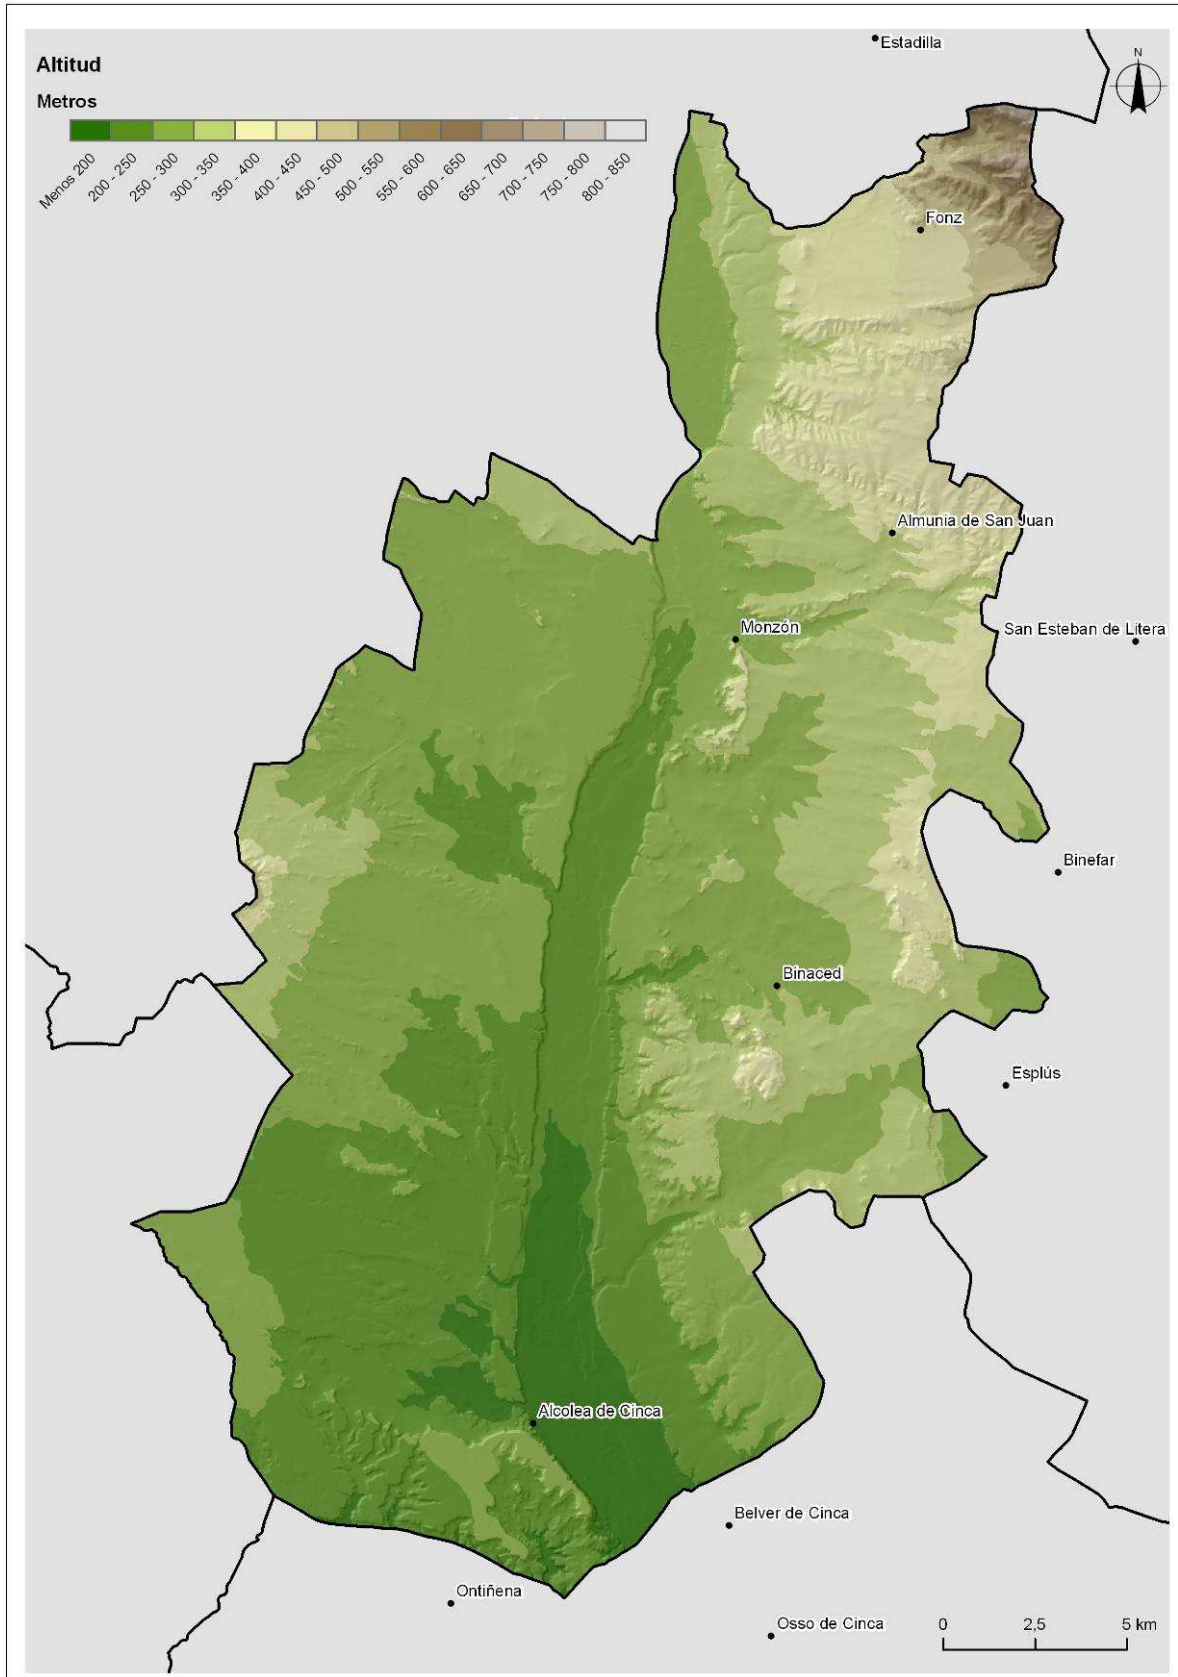 Estadilla
Altitud
N
Metros
Menos 200
200 - 250
250 - 300
300 - 350
350 - 400
400 - 450
450 - 500
500 - 550
550 - 600
600 - 650
650 - 700
700 - 750
750 - 800
800 - 850
Fonz
Almunia de San Juan
Monzón
San Esteban de Litera
Binefar
Binaced
Esplús
Alcolea de Cinca
Belver de Cinca
Ontiñena
Osso de Cinca
0 2,5 5 km